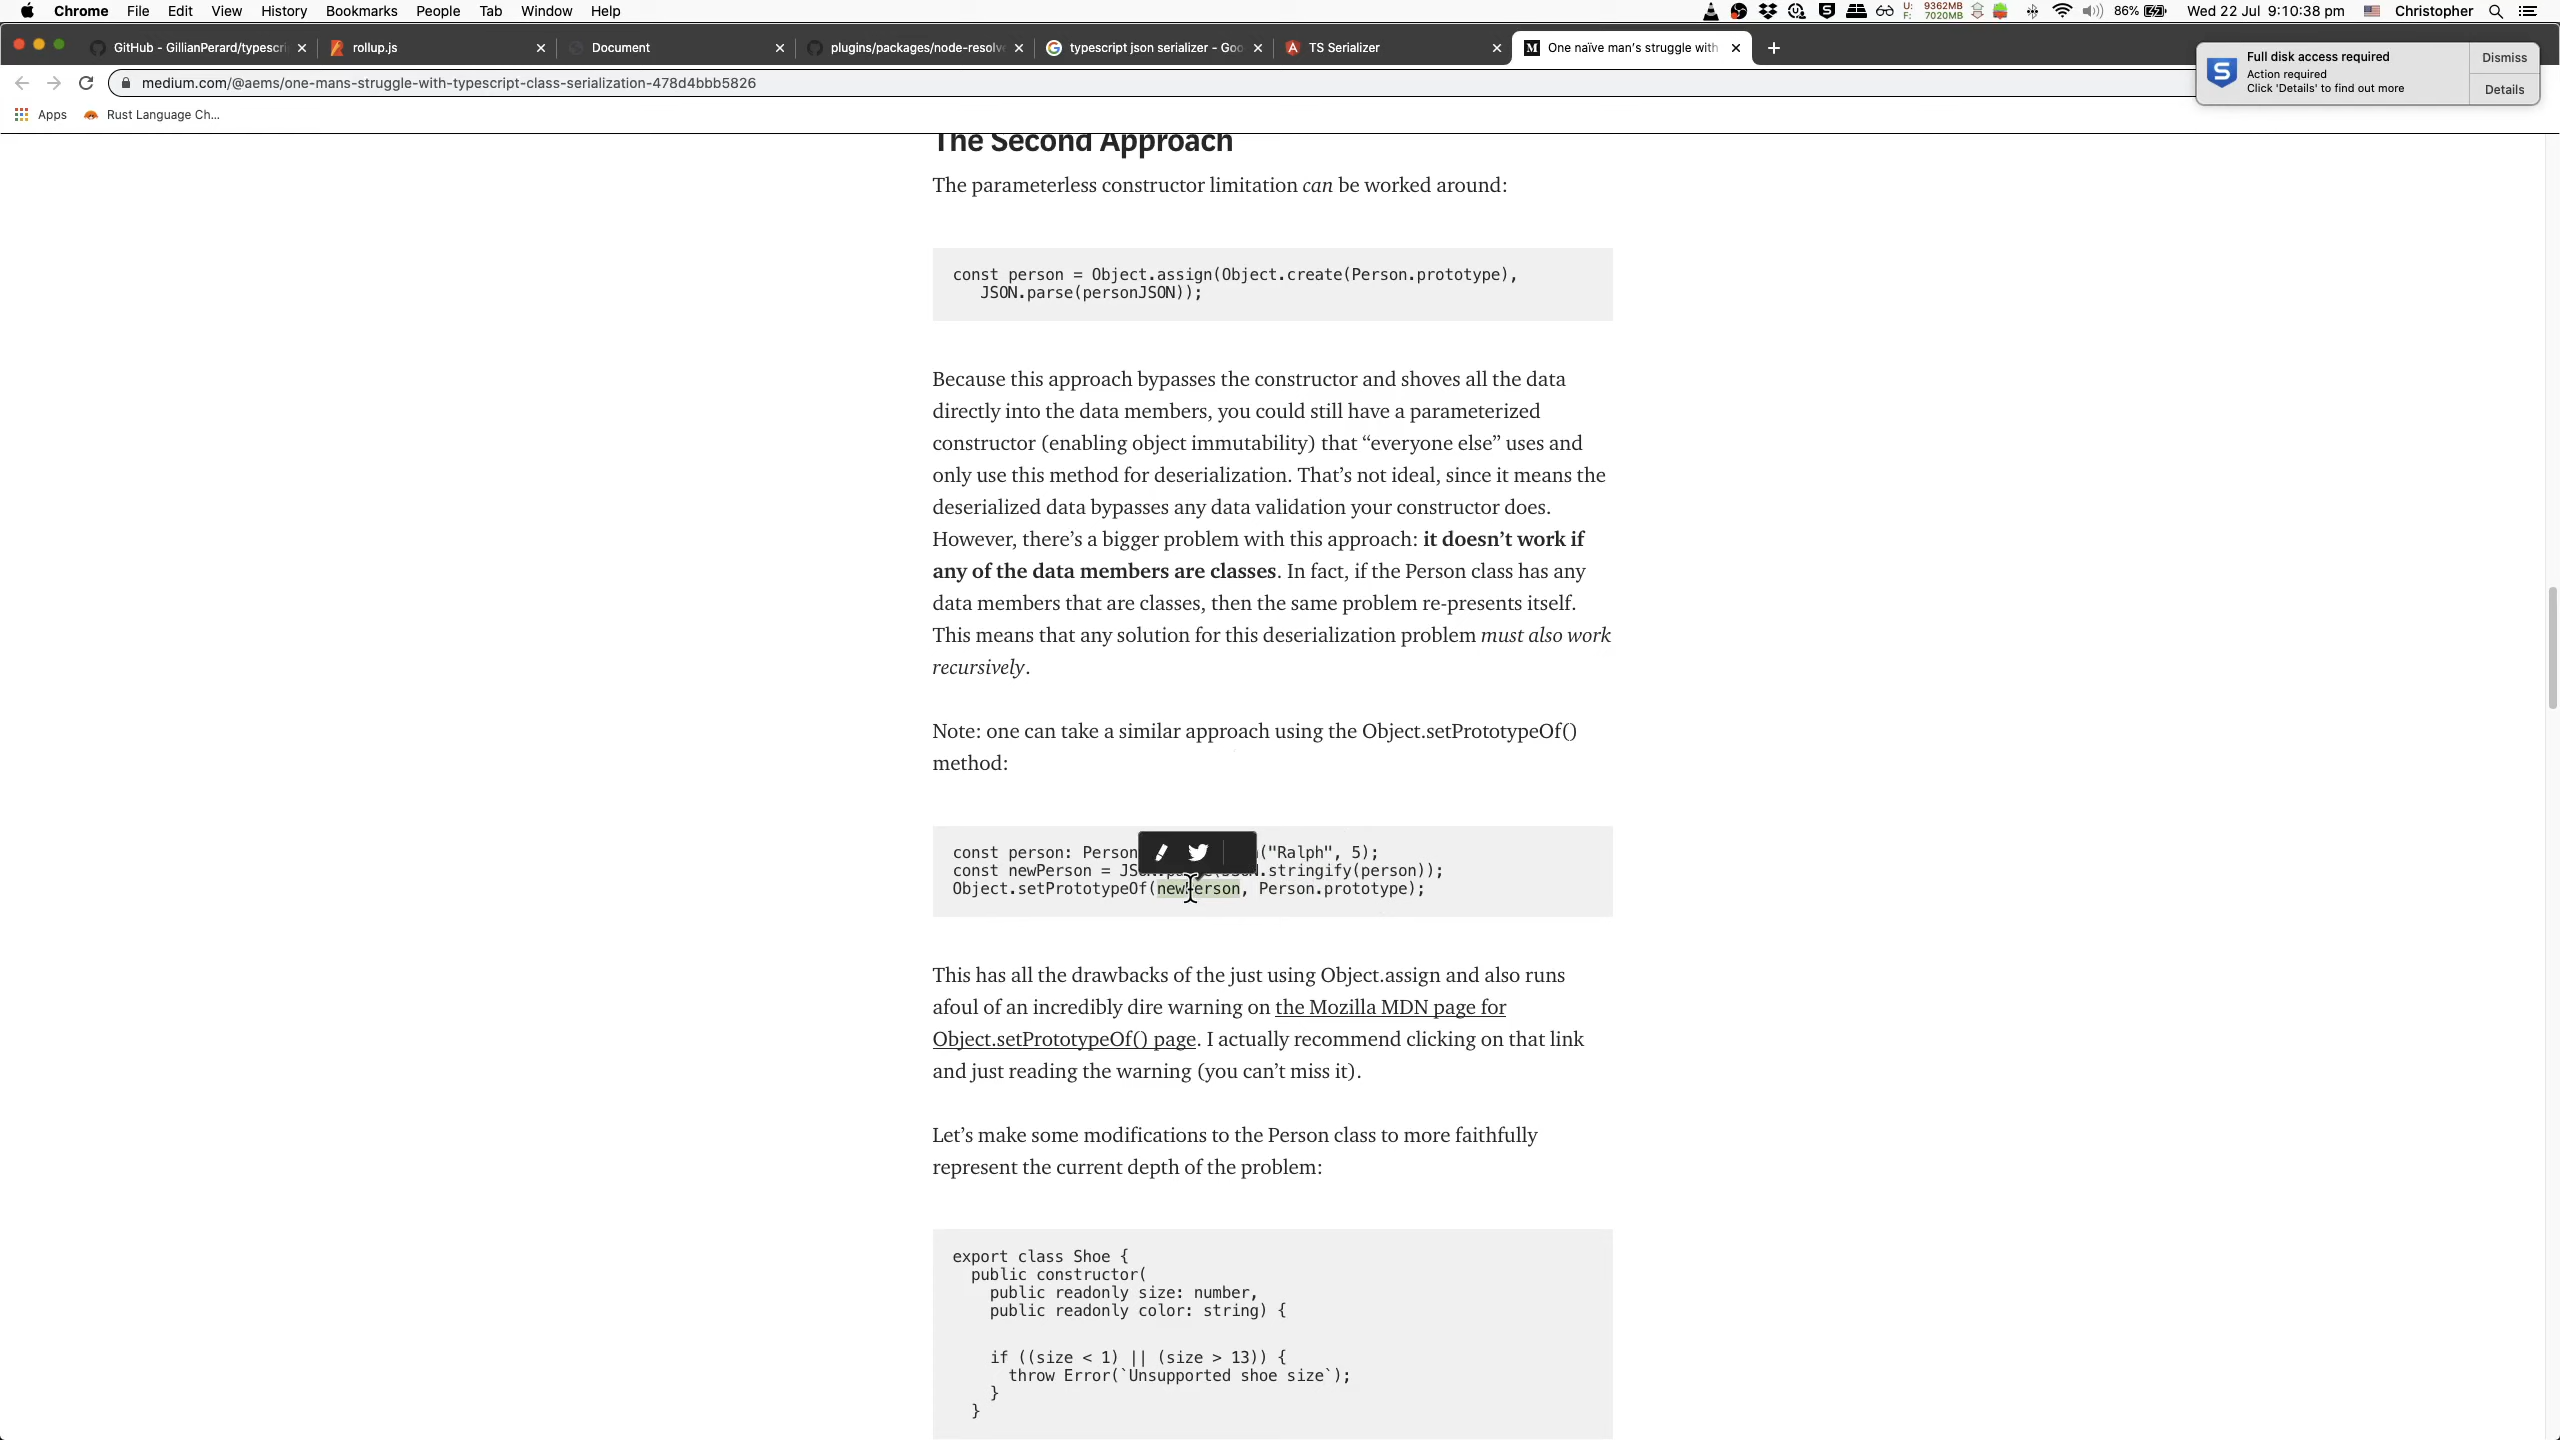 Chrome File Edit View History Bookmarks People Tab Window Help
U: 9362MB
F: 7020MB
86%
Wed 22 Jul 9:10:38 pm
Christopher
GitHub - GillianPerard/typescri
rollup.js
Document
plugins/packages/node-resolve
typescript json serializer - Goo
TS Serializer
One naïve man's struggle with
medium.com/@aems/one-mans-struggle-with-typescript-class-serialization-478d4bbb5826
Full disk access required
Action required
Click 'Details' to find out more
Dismiss
Details
Apps
Rust Language Ch...
The Second Approach
The parameterless constructor limitation can be worked around:
const person = Object.assign(Object.create(Person.prototype),
JSON.parse(personJSON));
Because this approach bypasses the constructor and shoves all the data
directly into the data members, you could still have a parameterized
constructor (enabling object immutability) that “everyone else” uses and
only use this method for deserialization. That’s not ideal, since it means the
deserialized data bypasses any data validation your constructor does.
However, there’s a bigger problem with this approach: it doesn’t work if
any of the data members are classes. In fact, if the Person class has any
data members that are classes, then the same problem re-presents itself.
This means that any solution for this deserialization problem must also work
recursively.
Note: one can take a similar approach using the Object.setPrototypeOf()
method:
const person: Person ("Ralph", 5);
const newPerson = JSON.parse(JSON.stringify(person));
Object.setPrototypeOf(newPerson, Person.prototype);
This has all the drawbacks of the just using Object.assign and also runs
afoul of an incredibly dire warning on the Mozilla MDN page for
Object.setPrototypeOf() page. I actually recommend clicking on that link
and just reading the warning (you can’t miss it).
Let’s make some modifications to the Person class to more faithfully
represent the current depth of the problem:
export class Shoe {
public constructor(
public readonly size: number,
public readonly color: string) {
if ((size < 1) || (size > 13)) {
throw Error(`Unsupported shoe size`);
}
}